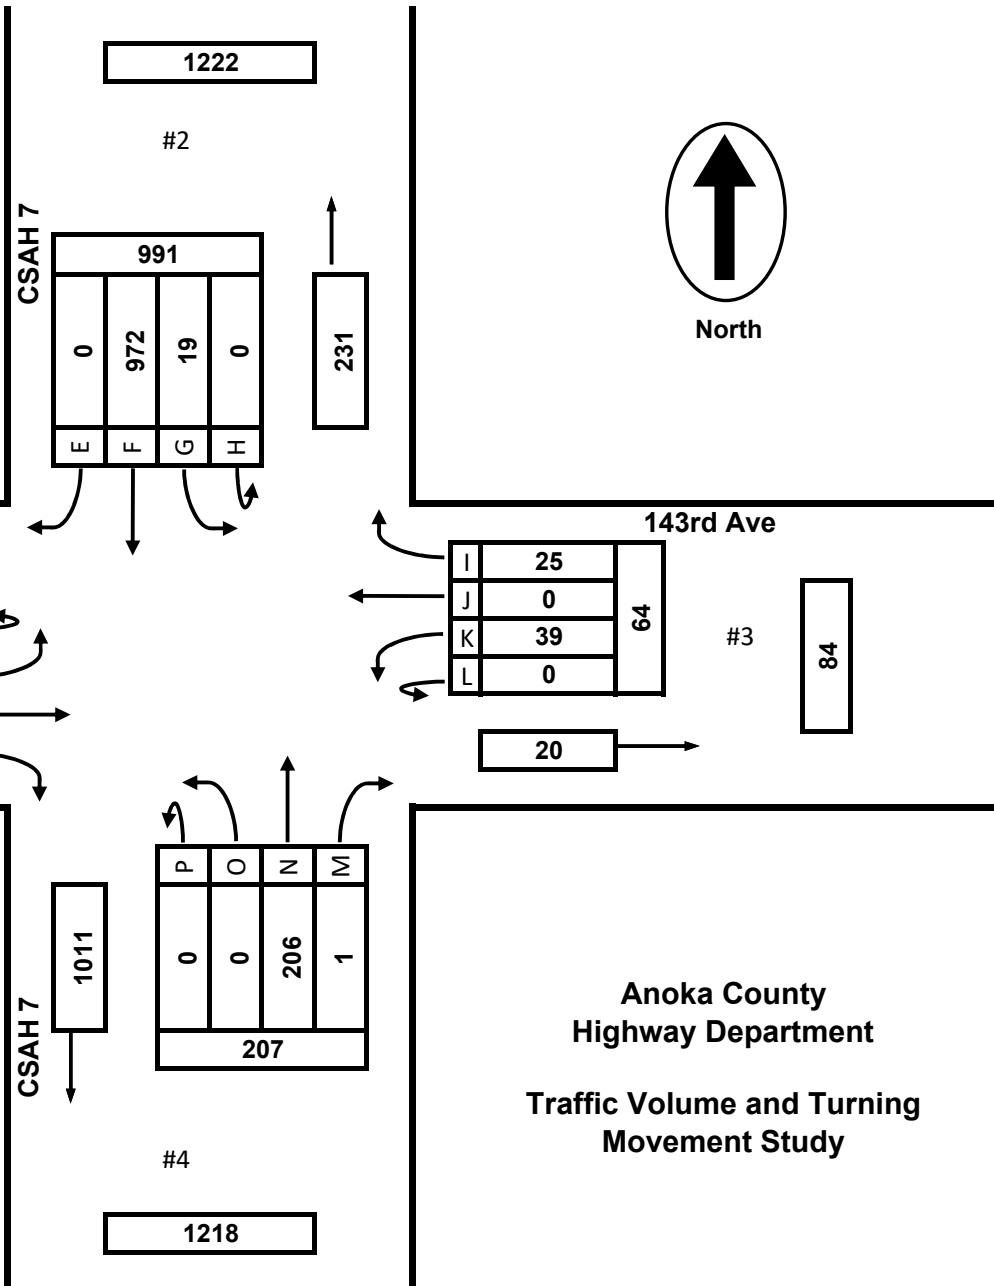 1222
#2
CSAH 7
991
0
972
19
0
231
E
F
G
H
North
143rd Ave
I
25
J
0
K
39
L
0
64
#3
84
20
P
O
N
M
0
0
206
1
207
1011
CSAH 7
#4
1218
Anoka County
Highway Department
Traffic Volume and Turning
Movement Study